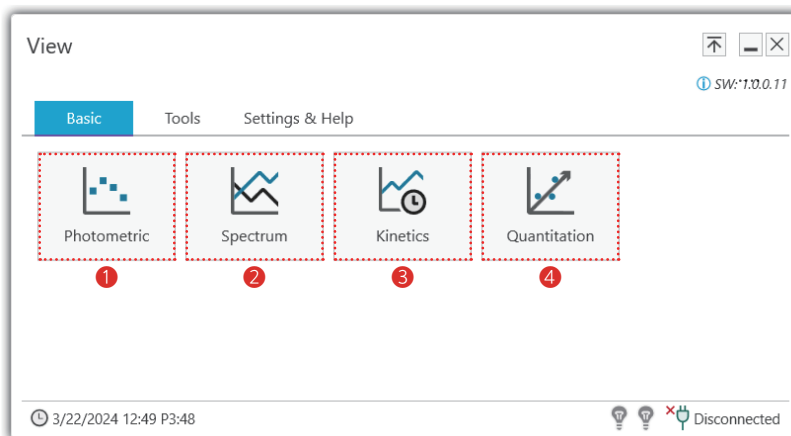 View
SW: 1.0.0.11
Basic Tools Settings & Help
Photometric Spectrum Kinetics Quantitation
1 2 3 4
3/22/2024 12:49 P3:48 Disconnected